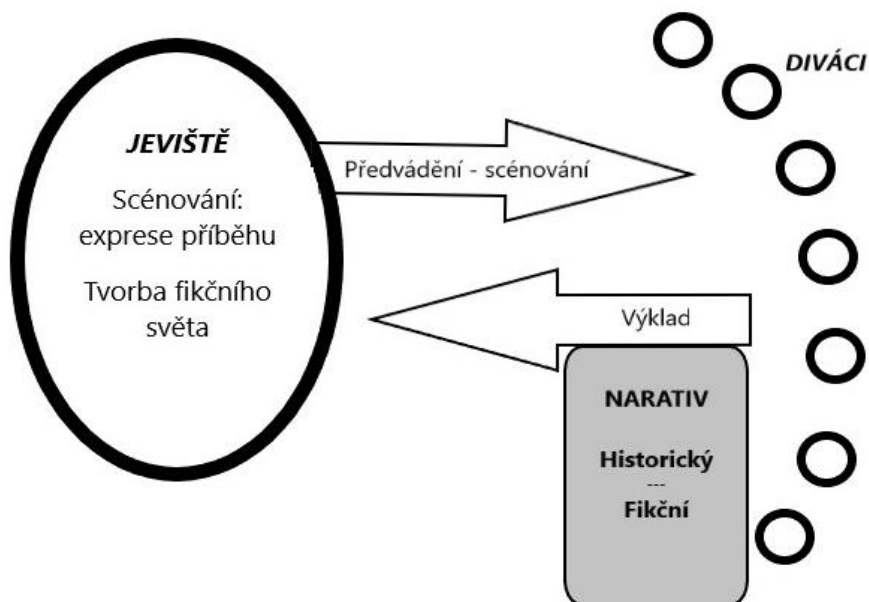 JEVIŠTĚ
Scénování:
exprese příběhu
Tvorba fikčního
světa
Předvádění - scénování
DIVÁCI
Výklad
NARATIV
Historický
---
Fikční